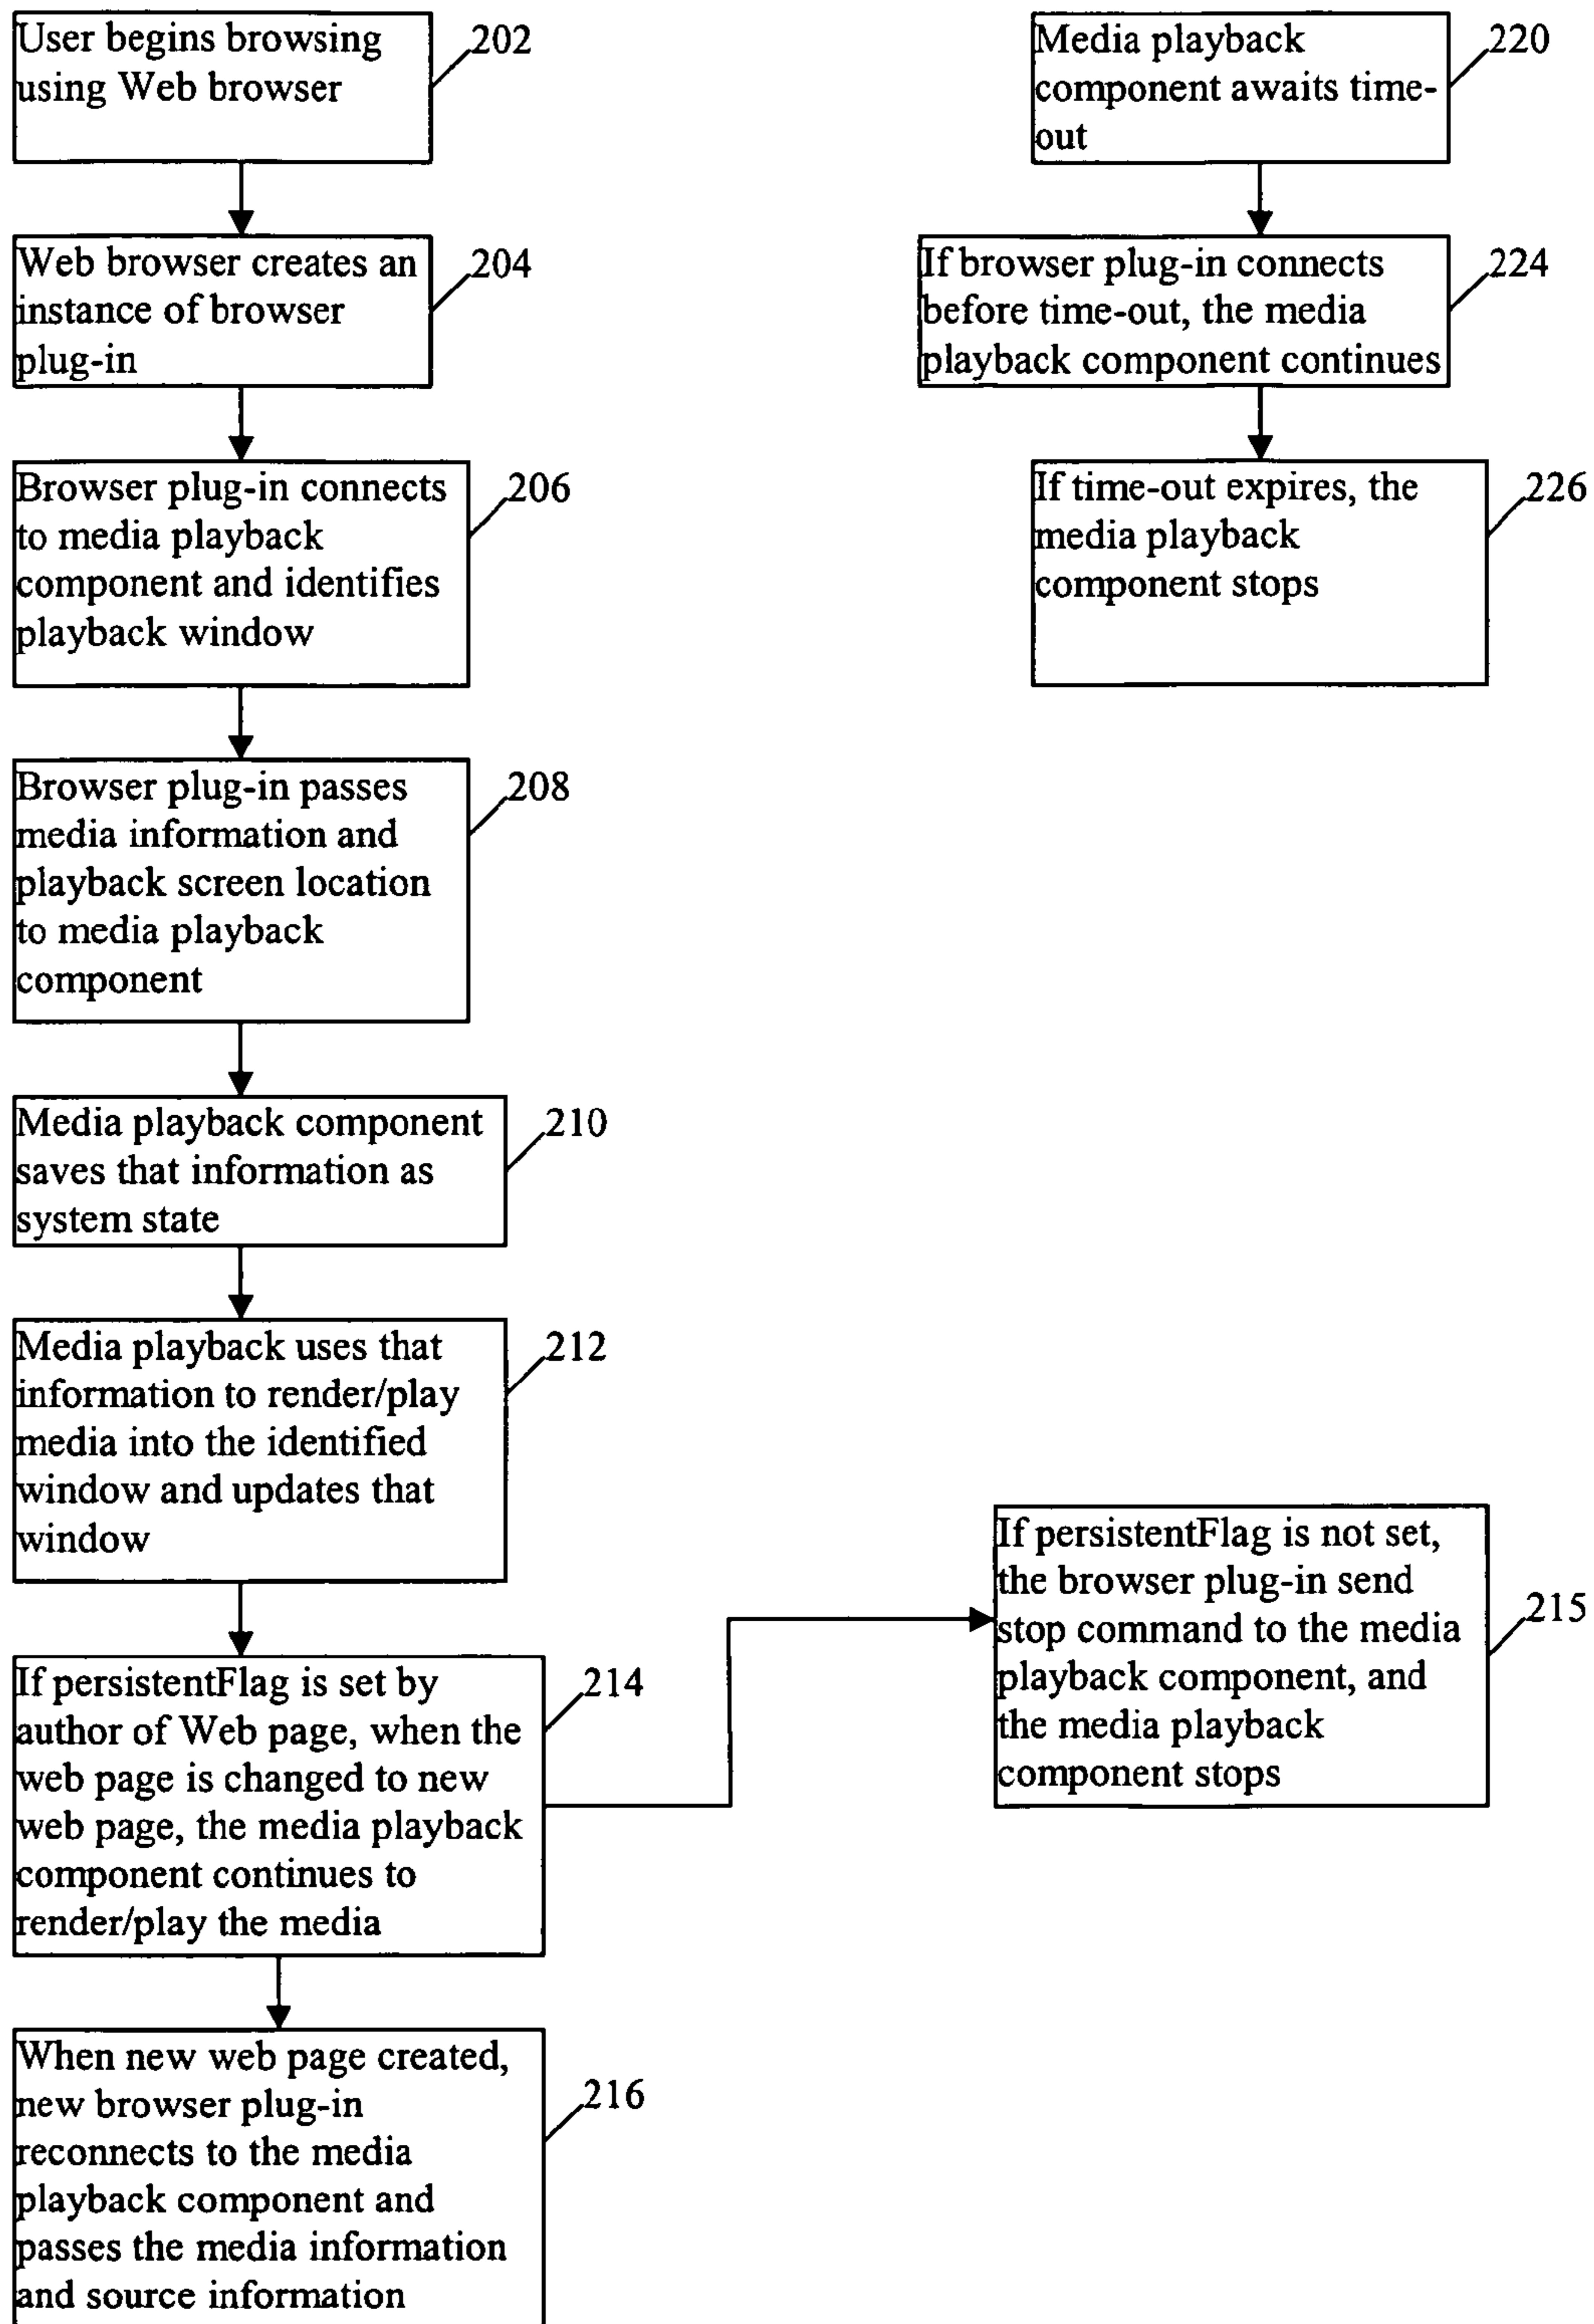 User begins browsing
using Web browser
202
Web browser creates an
instance of browser
plug-in
204
Browser plug-in connects
to media playback
component and identifies
playback window
206
Browser plug-in passes
media information and
playback screen location
to media playback
component
208
Media playback component
saves that information as
system state
210
Media playback uses that
information to render/play
media into the identified
window and updates that
window
212
If persistentFlag is set by
author of Web page, when the
web page is changed to new
web page, the media playback
component continues to
render/play the media
214
When new web page created,
new browser plug-in
reconnects to the media
playback component and
passes the media information
and source information
216
Media playback
component awaits time-
out
220
If browser plug-in connects
before time-out, the media
playback component continues
224
If time-out expires, the
media playback
component stops
226
If persistentFlag is not set,
the browser plug-in send
stop command to the media
playback component, and
the media playback
component stops
215